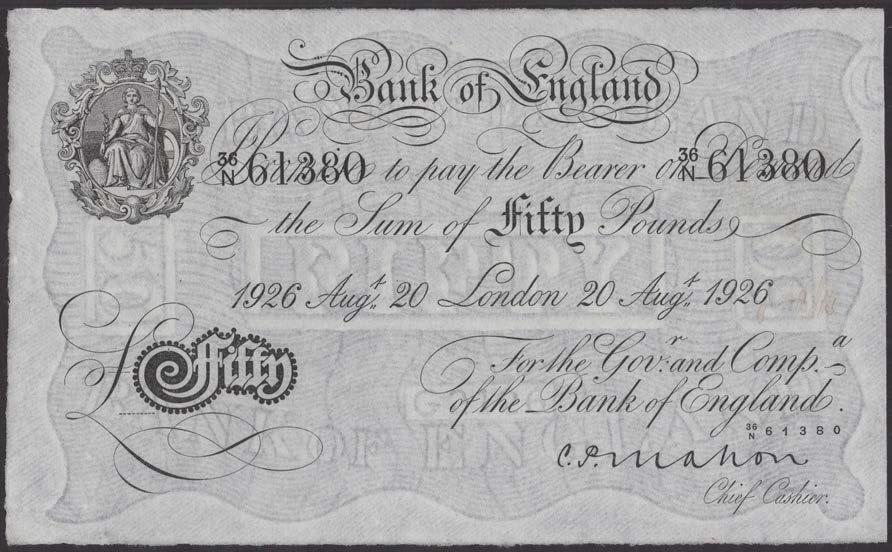 Bank of England
36/N 61380 to pay the Bearer on 36/N 61380
the Sum of Fifty Pounds
1926 Augt. 20 London 20 Augt. 1926
£ Fifty
For the Govr. and Compa.
of the Bank of England.
36/N 61380
C.P. Mahon
Chief Cashier.